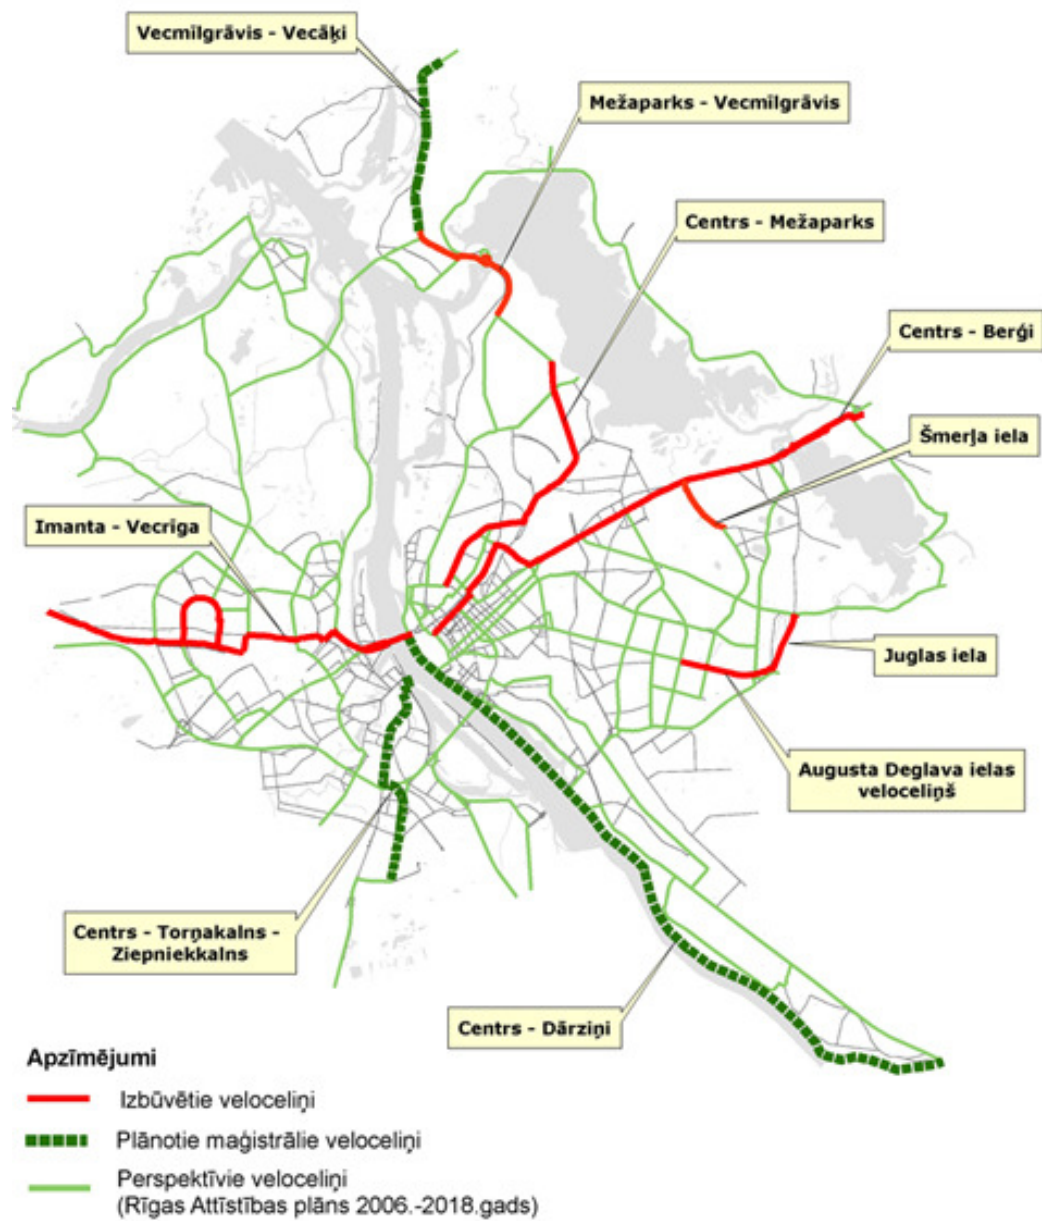 Vecmīlgrāvis - Vecāķi
Mežaparks - Vecmīlgrāvis
Centrs - Mežaparks
Centrs - Berģi
Šmerļa iela
Imanta - Vecrīga
Juglas iela
Augusta Deglava ielas
veloceliņš
Centrs - Torņakalns -
Ziepniekkalns
Centrs - Dārziņi
Apzīmējumi
Izbūvētie veloceliņi
Plānotie maģistrālie veloceliņi
Perspektīvie veloceliņi
(Rīgas Attīstības plāns 2006.-2018.gads)